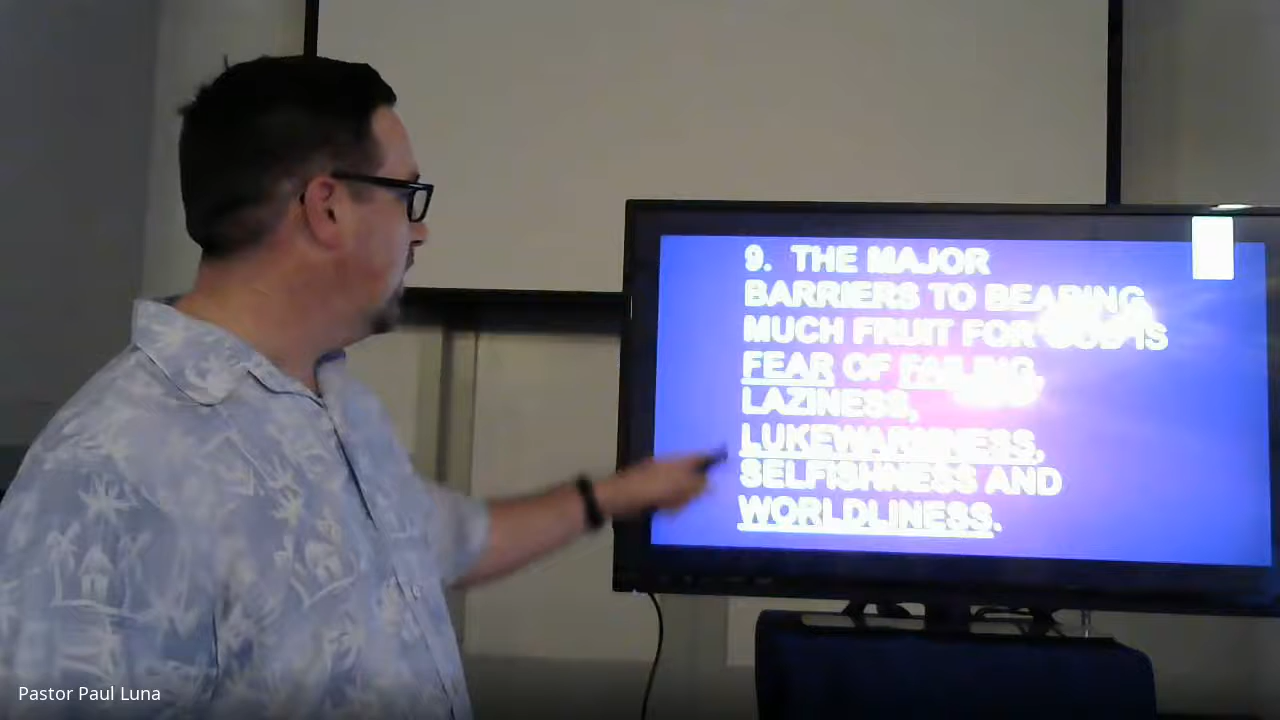 9. THE MAJOR
BARRIERS TO BEARING
MUCH FRUIT FOR GOD IS
FEAR OF FAILING,
LAZINESS,
LUKEWARMNESS,
SELFISHNESS AND
WORLDLINESS.
Pastor Paul Luna